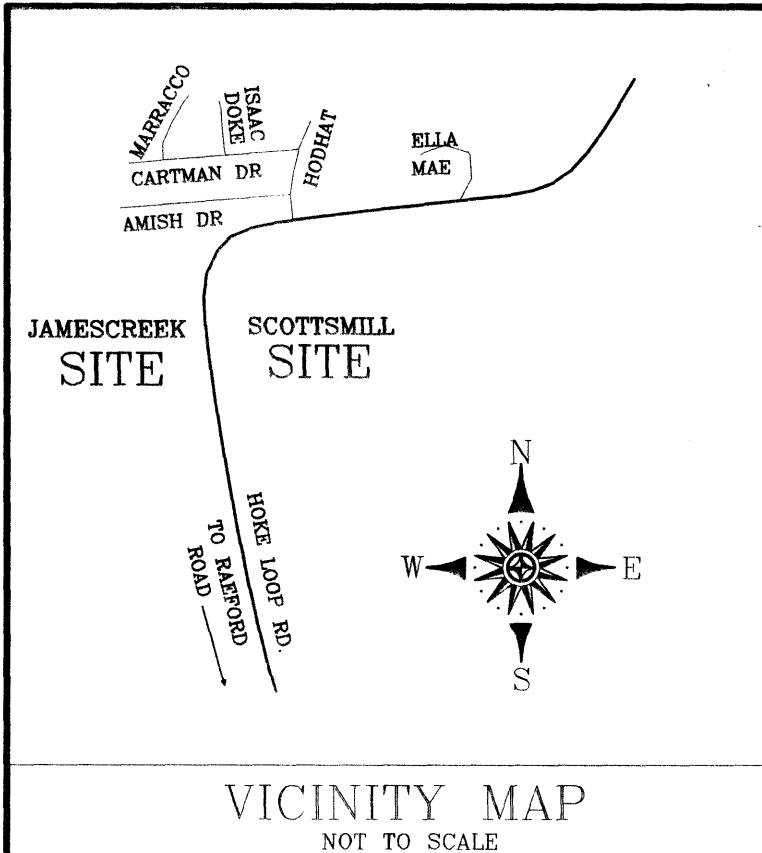 MARRACCO
ISAAC
DOKE
HODHAT
ELLA
MAE
CARTMAN DR
AMISH DR
JAMESCREEK
SITE
SCOTTSMILL
SITE
HOKE LOOP RD.
TO RAEFORD
ROAD
N
W
E
S
VICINITY MAP
NOT TO SCALE